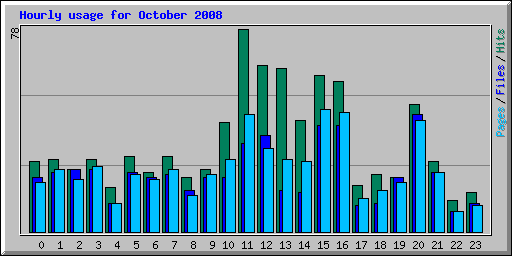 Hourly usage for October 2008
78
Pages/Files/Hits
0 1 2 3 4 5 6 7 8 9 10 11 12 13 14 15 16 17 18 19 20 21 22 23